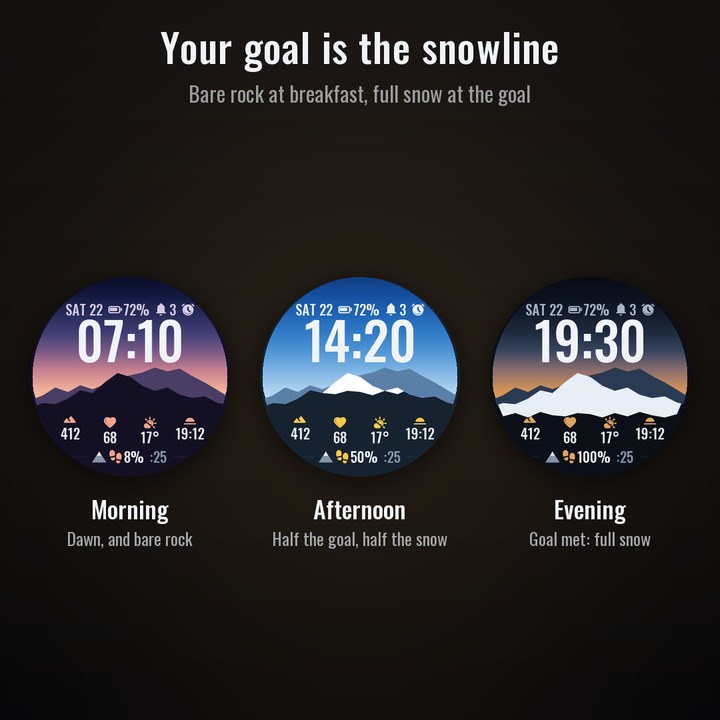 Your goal is the snowline
Bare rock at breakfast, full snow at the goal
SAT 22 72% 3
07:10
412 68 17° 19:12
8% :25
SAT 22 72% 3
14:20
412 68 17° 19:12
50% :25
SAT 22 72% 3
19:30
412 68 17° 19:12
100% :25
Morning
Dawn, and bare rock
Afternoon
Half the goal, half the snow
Evening
Goal met: full snow